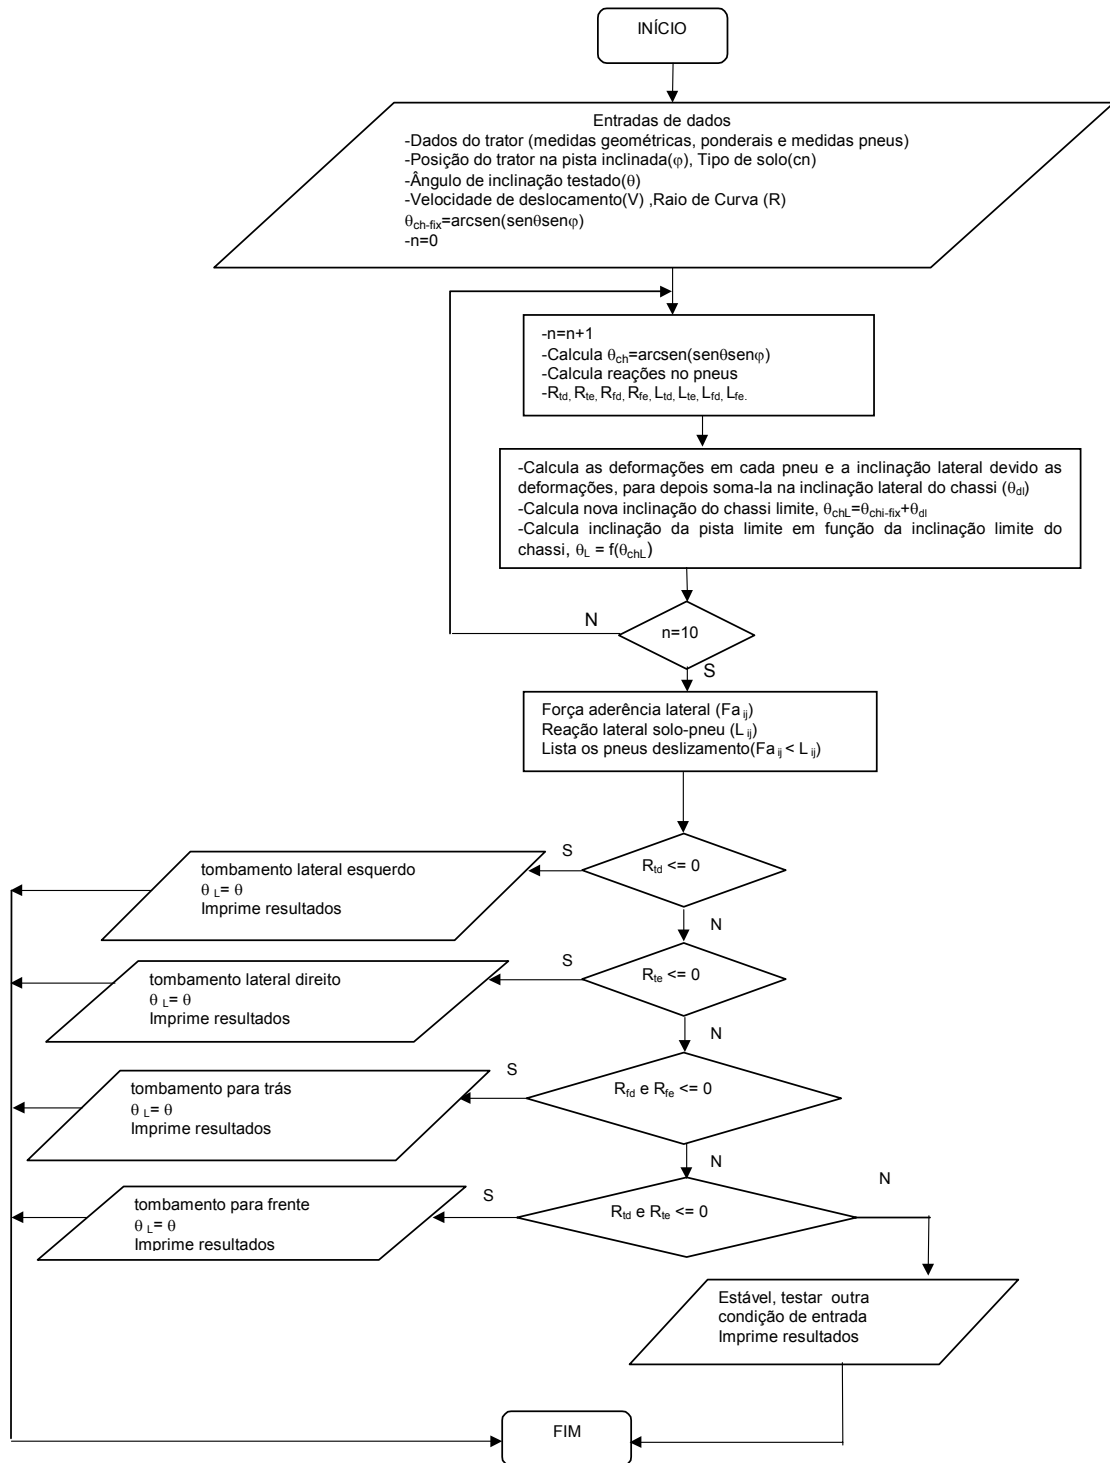 INÍCIO
Entradas de dados
-Dados do trator (medidas geométricas, ponderais e medidas pneus)
-Posição do trator na pista inclinada(φ), Tipo de solo(cn)
-Ângulo de inclinação testado(θ)
-Velocidade de deslocamento(V) ,Raio de Curva (R)
θch-fix=arcsen(senθsenφ)
-n=0
-n=n+1
-Calcula θch=arcsen(senθsenφ)
-Calcula reações no pneus
-Rtd, Rte, Rfd, Rfe, Ltd, Lte, Lfd, Lfe.
-Calcula as deformações em cada pneu e a inclinação lateral devido as
deformações, para depois soma-la na inclinação lateral do chassi (θdl)
-Calcula nova inclinação do chassi limite, θchL=θchi-fix+θdl
-Calcula inclinação da pista limite em função da inclinação limite do
chassi, θL = f(θchL)
N
n=10
S
Força aderência lateral (Fa ij)
Reação lateral solo-pneu (L ij)
Lista os pneus deslizamento(Fa ij < L ij)
Rtd <= 0
S
tombamento lateral esquerdo
θ L= θ
Imprime resultados
N
Rte <= 0
S
tombamento lateral direito
θ L= θ
Imprime resultados
N
Rfd e Rfe <= 0
S
tombamento para trás
θ L= θ
Imprime resultados
N
N
Rtd e Rte <= 0
S
tombamento para frente
θ L= θ
Imprime resultados
Estável, testar outra
condição de entrada
Imprime resultados
FIM